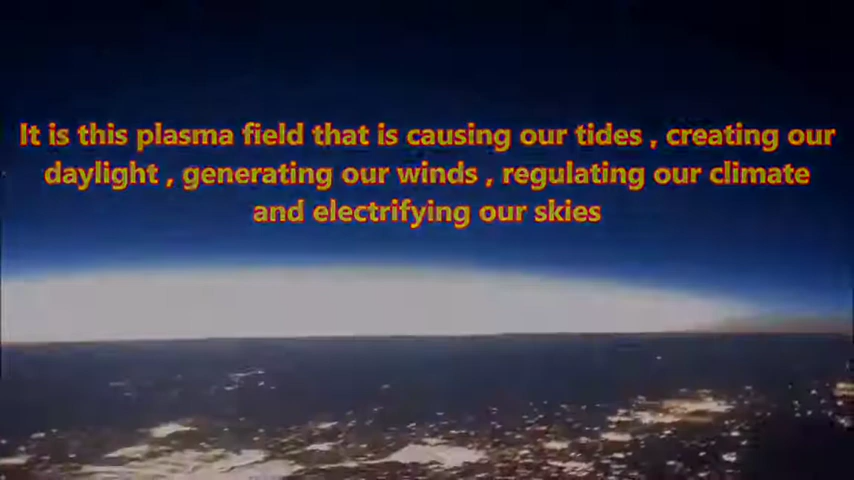 It is this plasma field that is causing our tides , creating our
daylight , generating our winds , regulating our climate
and electrifying our skies